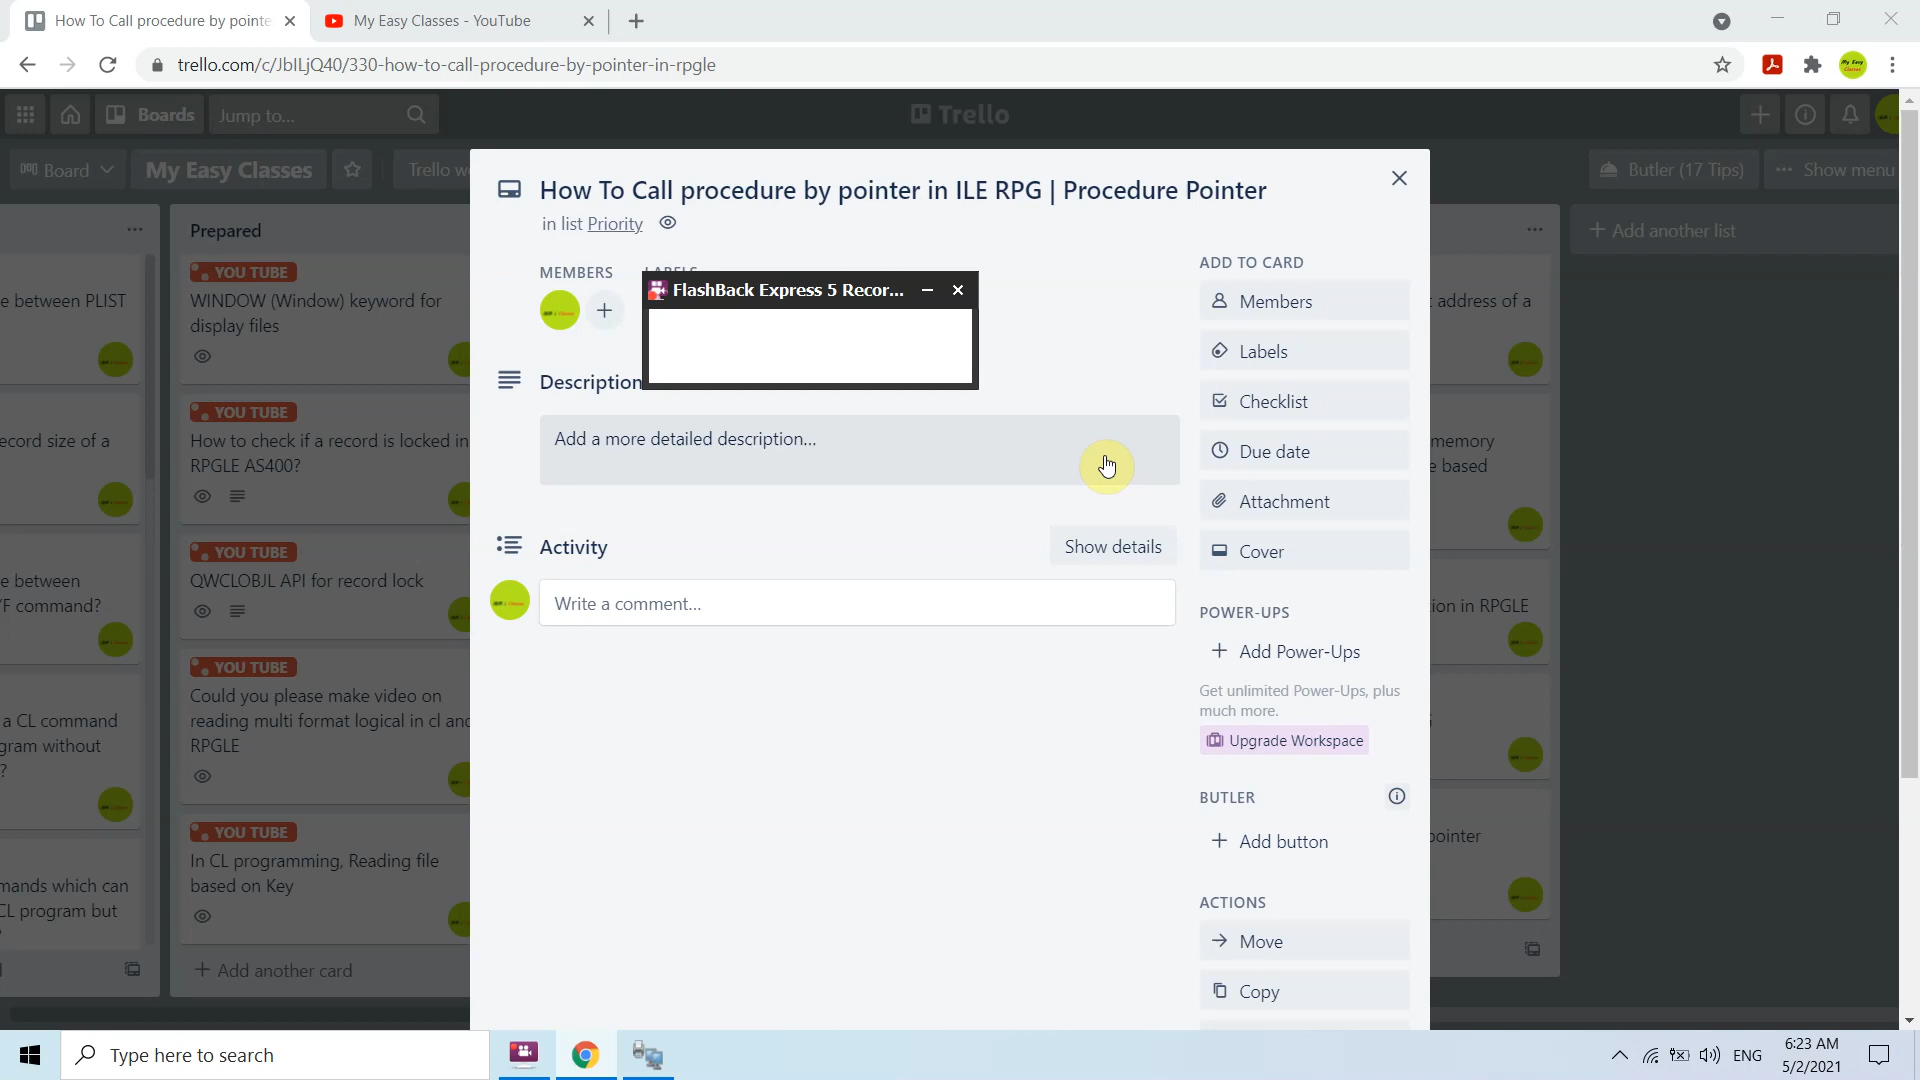 How To Call procedure by pointe
My Easy Classes - YouTube
trello.com/c/JbILjQ40/330-how-to-call-procedure-by-pointer-in-rpgle
Boards
Jump to...
Trello
Board
My Easy Classes
Trello w
Butler (17 Tips)
Show menu
e between PLIST
ecord size of a
e between
F command?
a CL command
gram without
?
mands which can
CL program but
Prepared
YOU TUBE
WINDOW (Window) keyword for
display files
YOU TUBE
How to check if a record is locked in
RPGLE AS400?
YOU TUBE
QWCLOBJL API for record lock
YOU TUBE
Could you please make video on
reading multi format logical in cl and
RPGLE
YOU TUBE
In CL programming, Reading file
based on Key
+ Add another card
How To Call procedure by pointer in ILE RPG | Procedure Pointer
in list Priority
MEMBERS
LABELS
FlashBack Express 5 Recor...
Description
Add a more detailed description...
Activity
Show details
Write a comment...
ADD TO CARD
Members
Labels
Checklist
Due date
Attachment
Cover
POWER-UPS
+ Add Power-Ups
Get unlimited Power-Ups, plus
much more.
Upgrade Workspace
BUTLER
+ Add button
ACTIONS
Move
Copy
address of a
memory
e based
ion in RPGLE
pointer
+ Add another list
Type here to search
ENG
6:23 AM
5/2/2021